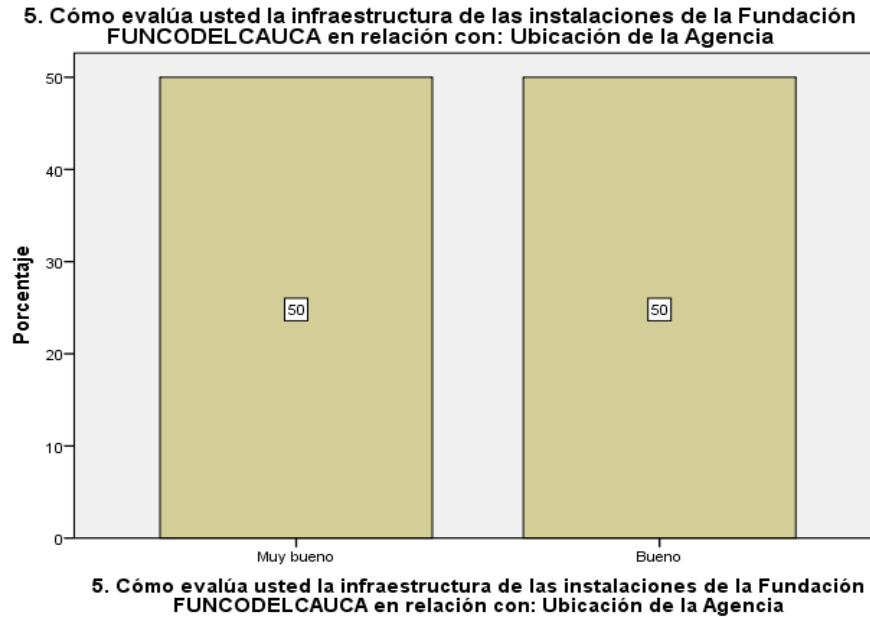 5. Cómo evalúa usted la infraestructura de las instalaciones de la Fundación
FUNCODELCAUCA en relación con: Ubicación de la Agencia
50
40
30
20
10
0
Porcentaje
50
50
Muy bueno
Bueno
5. Cómo evalúa usted la infraestructura de las instalaciones de la Fundación
FUNCODELCAUCA en relación con: Ubicación de la Agencia